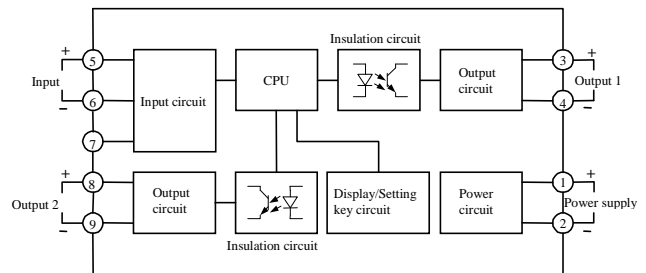 Insulation circuit
+ 5
Input
6
−
7
Input circuit
CPU
Output
circuit
3 +
Output 1
4
−
+ 8
Output 2
9
−
Output
circuit
Insulation circuit
Display/Setting
key circuit
Power
circuit
1 +
Power supply
2
−